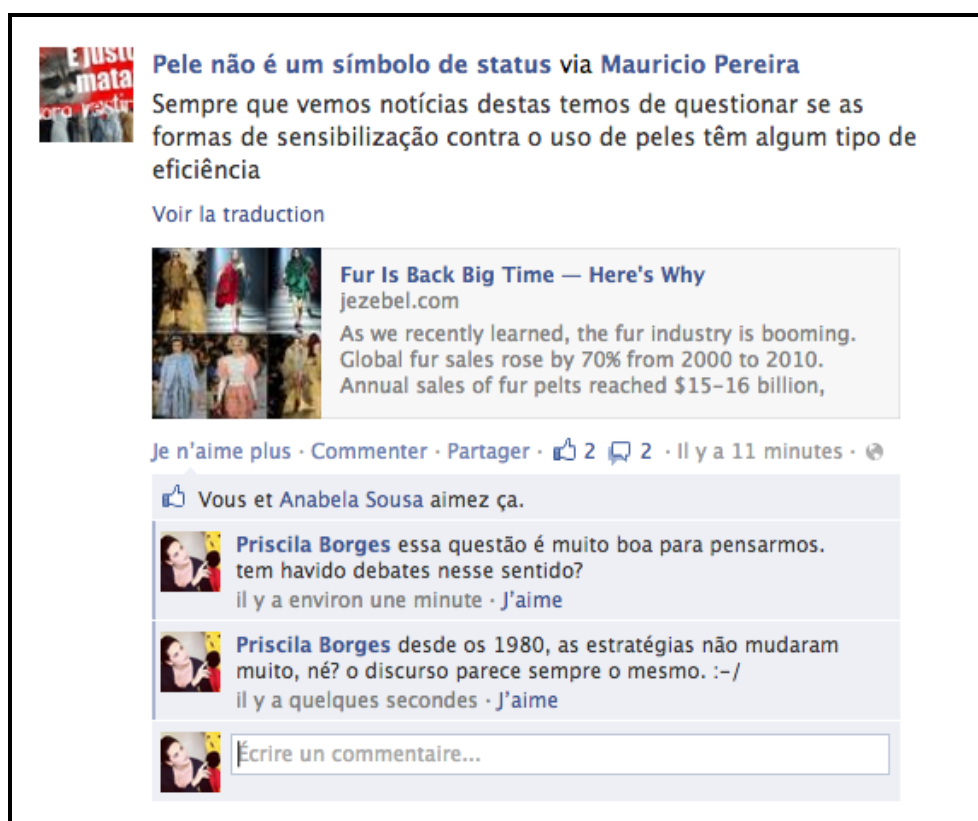 É justo
mata
para vestir
Pele não é um símbolo de status via Mauricio Pereira
Sempre que vemos notícias destas temos de questionar se as
formas de sensibilização contra o uso de peles têm algum tipo de
eficiência
Voir la traduction
Fur Is Back Big Time — Here's Why
jezebel.com
As we recently learned, the fur industry is booming.
Global fur sales rose by 70% from 2000 to 2010.
Annual sales of fur pelts reached $15–16 billion,
Je n'aime plus · Commenter · Partager · 2 2 · Il y a 11 minutes ·
Vous et Anabela Sousa aimez ça.
Priscila Borges essa questão é muito boa para pensarmos.
tem havido debates nesse sentido?
il y a environ une minute · J'aime
Priscila Borges desde os 1980, as estratégias não mudaram
muito, né? o discurso parece sempre o mesmo. :-/
il y a quelques secondes · J'aime
Écrire un commentaire...